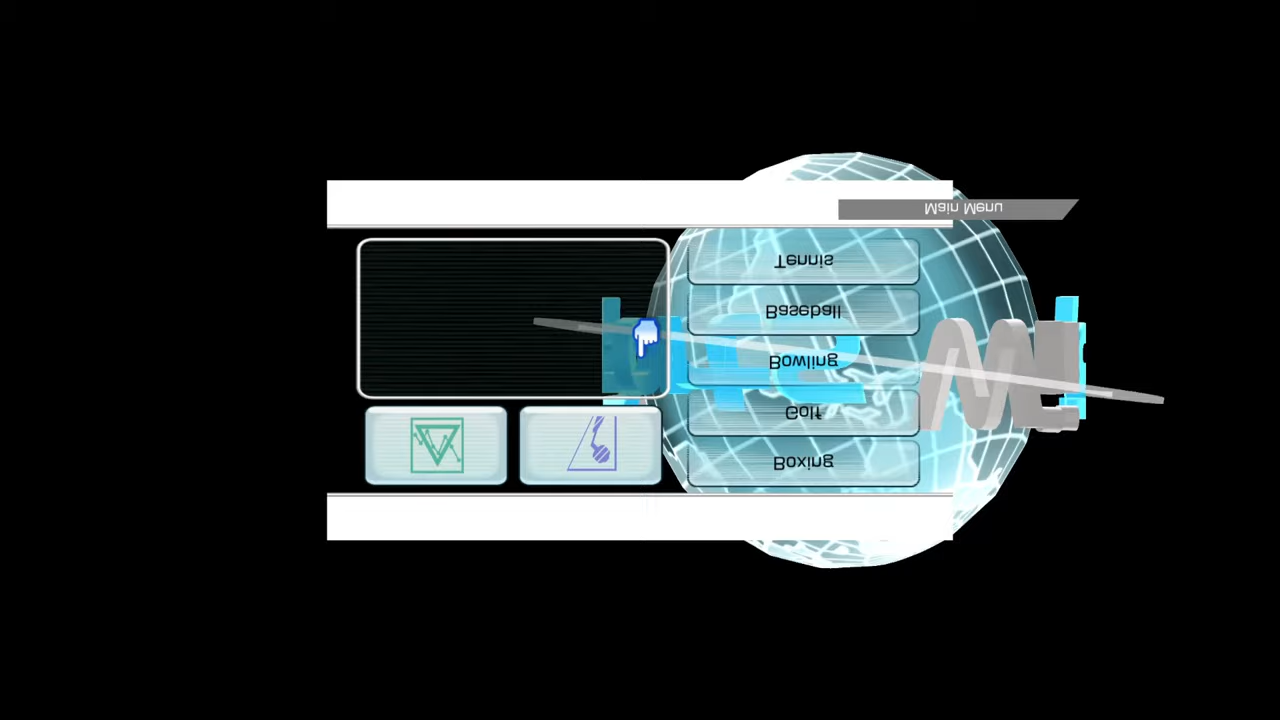 Main Menu
Tennis
Baseball
Bowling
Golf
Boxing